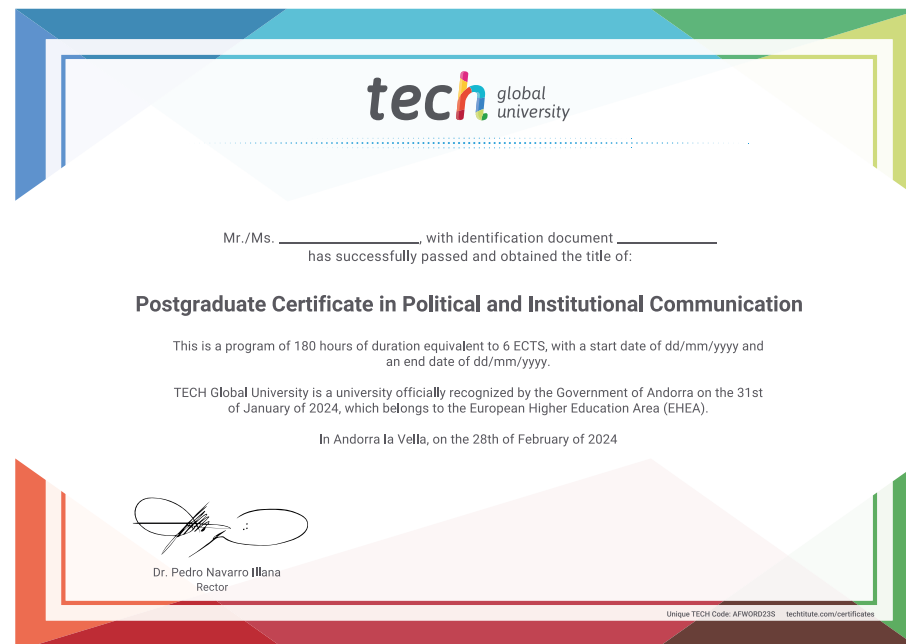 tech global university
Mr./Ms. ________________, with identification document ____________
has successfully passed and obtained the title of:
Postgraduate Certificate in Political and Institutional Communication
This is a program of 180 hours of duration equivalent to 6 ECTS, with a start date of dd/mm/yyyy and
an end date of dd/mm/yyyy.
TECH Global University is a university officially recognized by the Government of Andorra on the 31st
of January of 2024, which belongs to the European Higher Education Area (EHEA).
In Andorra la Vella, on the 28th of February of 2024
Dr. Pedro Navarro Illana
Rector
Unique TECH Code: AFWORD23S techtitute.com/certificates